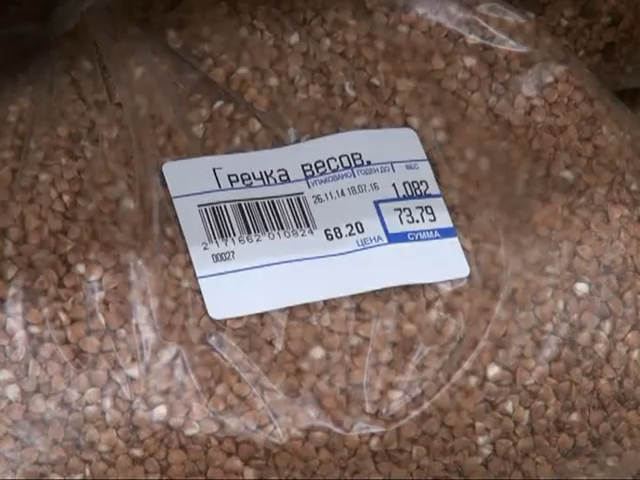 Гречка весов.
УПАКОВАНО ГОДЕН ДО ВЕС
26.11.14 18.07.16 1.082
73.79
68.20 ЦЕНА СУММА
2 171662 010824
00027